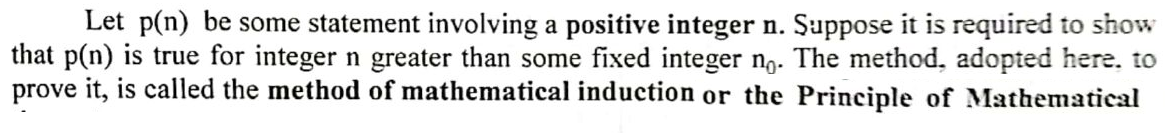 Let p(n) be some statement involving a positive integer n. Suppose it is required to show
that p(n) is true for integer n greater than some fixed integer n₀. The method, adopted here, to
prove it, is called the method of mathematical induction or the Principle of Mathematical